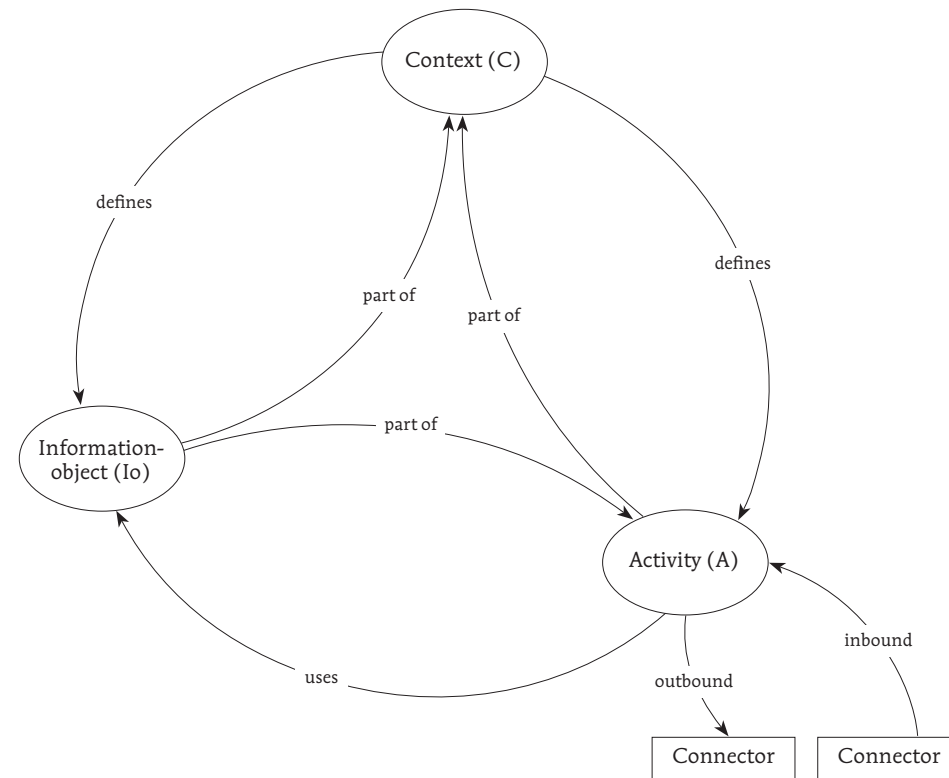 Context (C)
defines
defines
part of
part of
part of
Information-
object (Io)
Activity (A)
inbound
uses
outbound
Connector
Connector